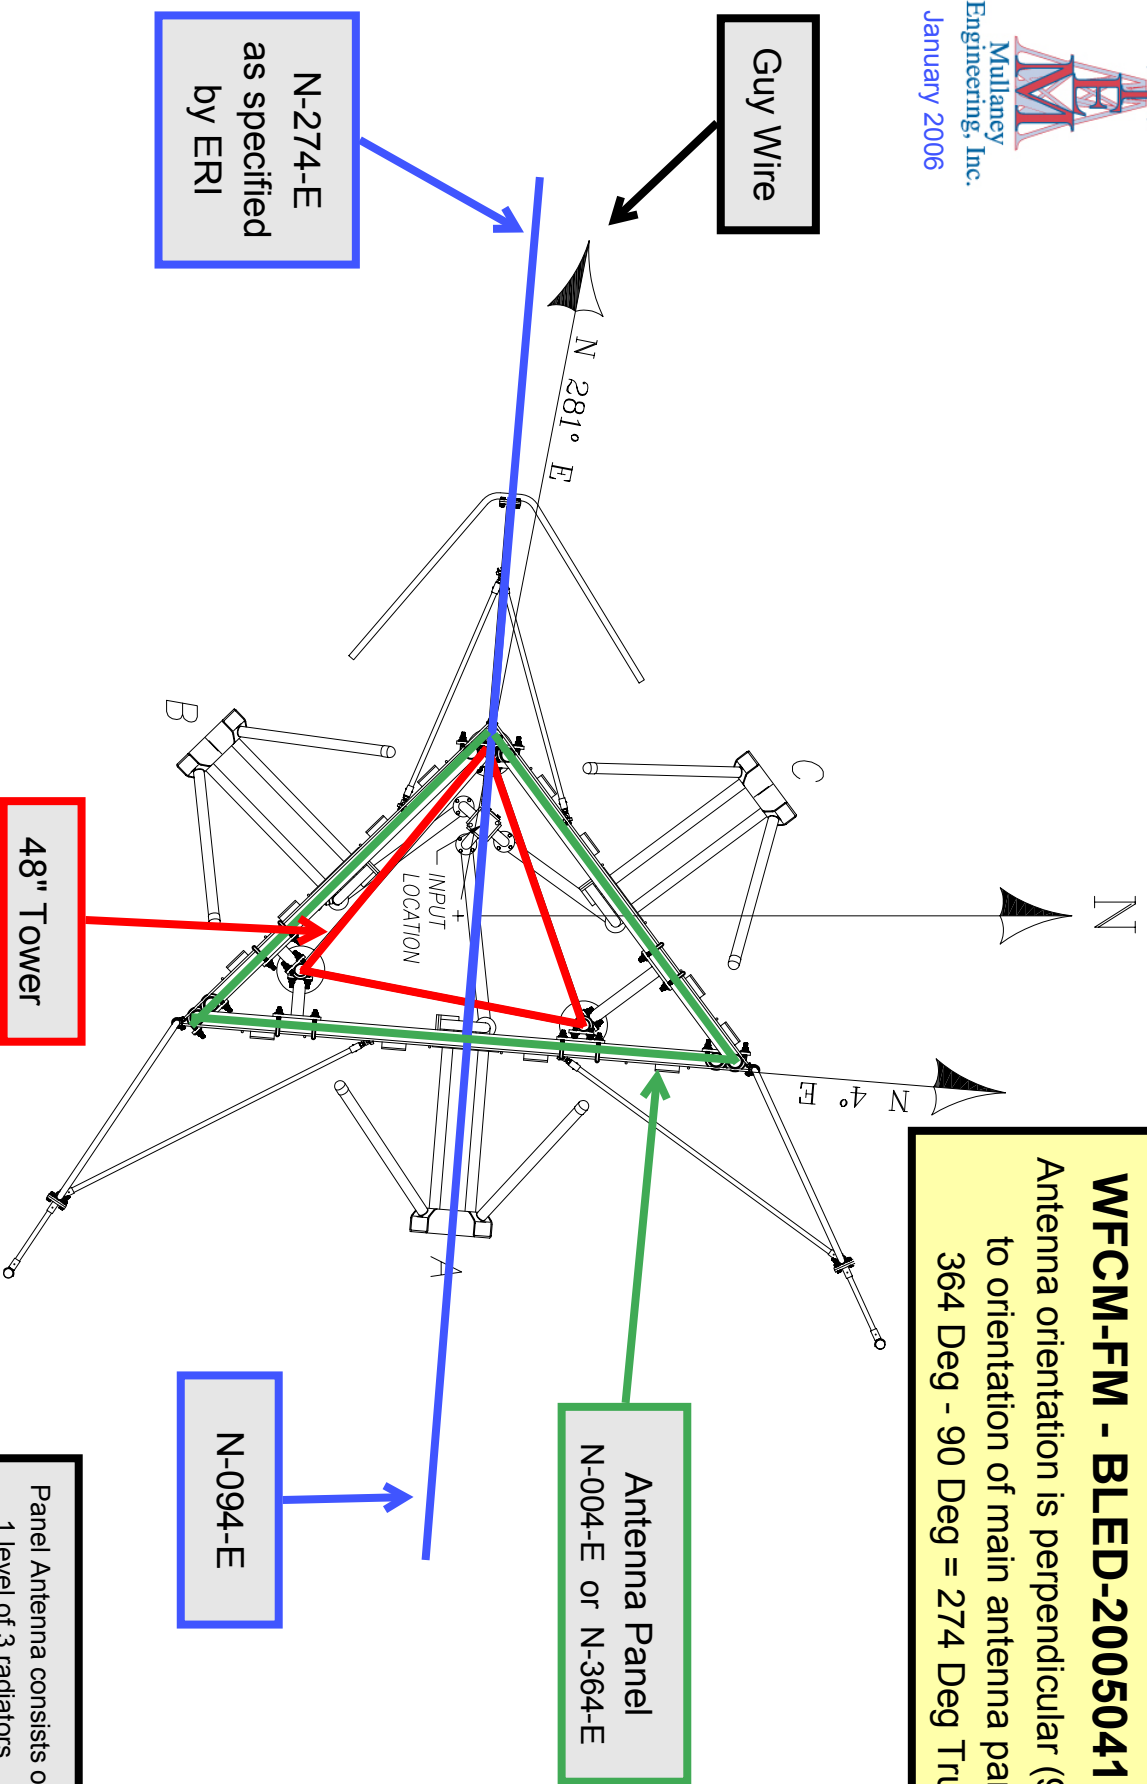 Mullaney
Engineering, Inc.
January 2006
WFCM-FM - BLED-2005041
Antenna orientation is perpendicular
to orientation of main antenna
364 Deg - 90 Deg = 274 Deg
Guy Wire
N-274-E
as specified
by ERI
N 281° E
N
N 4° E
C
B
A
INPUT
LOCATION
48" Tower
Antenna Panel
N-004-E or N-364-E
N-094-E
Panel Antenna consists
1 level of 3 radiators